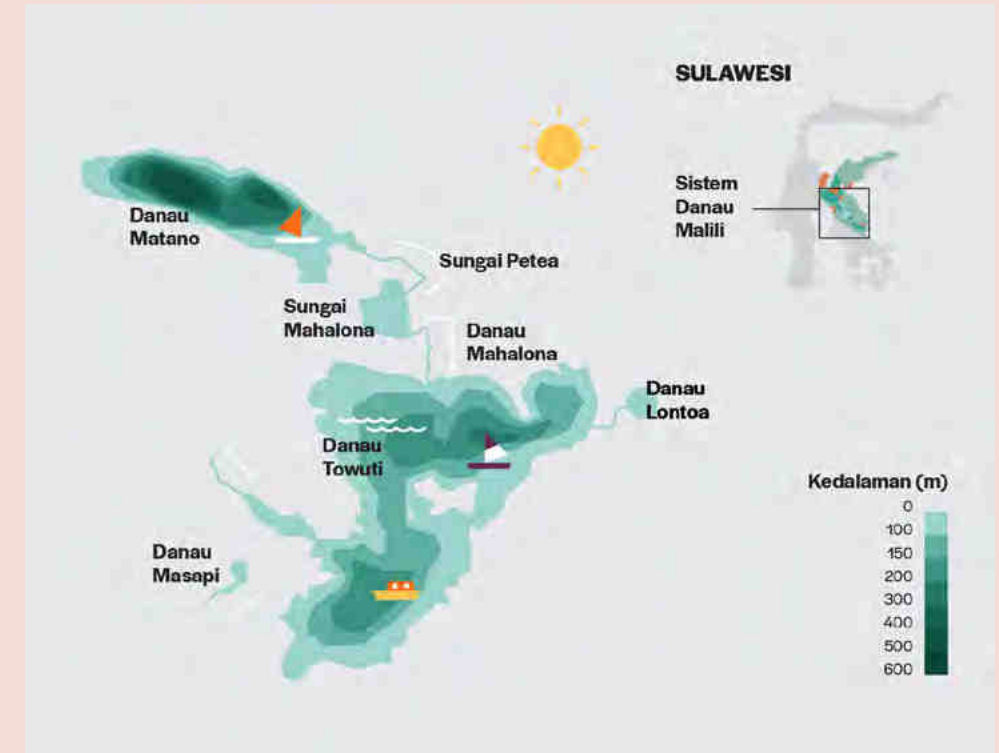 SULAWESI
Sistem
Danau
Malili
Danau
Matano
Sungai Petea
Sungai
Mahalona
Danau
Mahalona
Danau
Lontoa
Danau
Towuti
Danau
Masapi
Kedalaman (m)
0
100
150
200
300
400
500
600